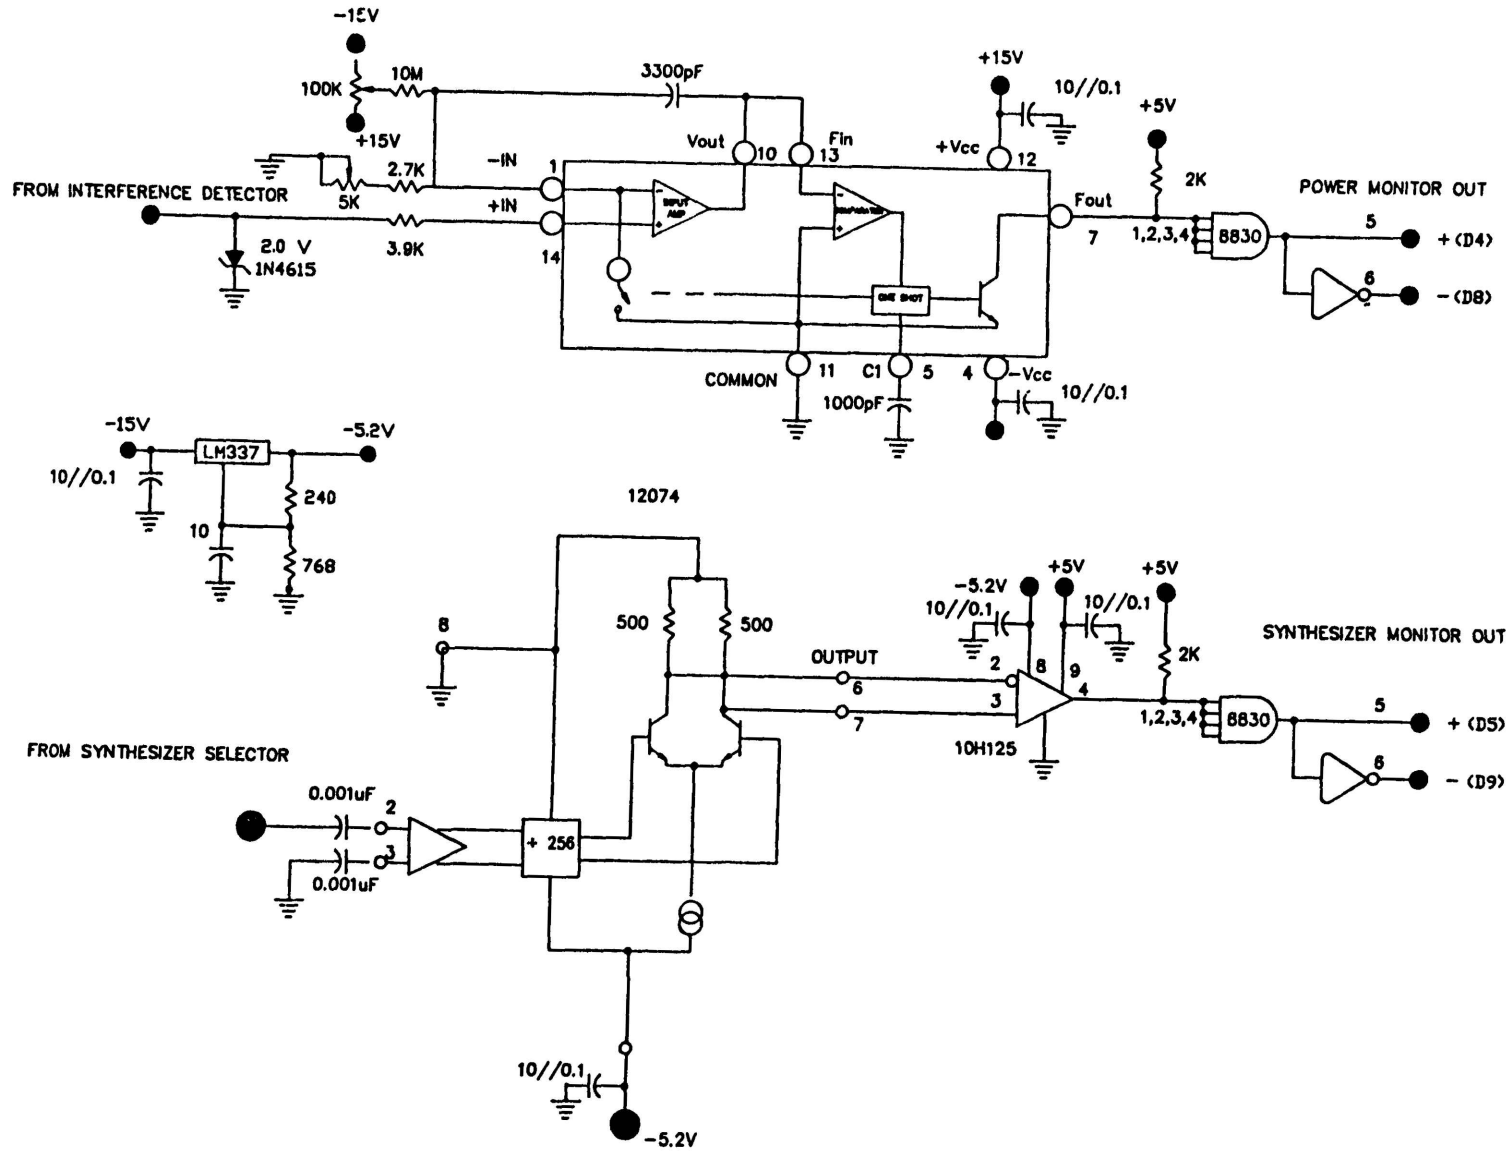 -15V
100K
10M
+15V
3300pF
Vout
10
Fin
13
+15V
10//0.1
+Vcc
12
+5V
2K
POWER MONITOR OUT
-IN
1
2.7K
5K
FROM INTERFERENCE DETECTOR
+IN
14
3.9K
2.0 V
1N4615
INPUT
AMP
COMPARATOR
ONE SHOT
Fout
7
1,2,3,4
8830
5
+(D4)
6
-(D8)
COMMON
11
C1
5
4
-Vcc
1000pF
10//0.1
-15V
LM337
-5.2V
10//0.1
240
10
768
12074
8
500
500
OUTPUT
6
7
-5.2V
+5V
+5V
10//0.1
10//0.1
2
3
8
9
4
10H125
2K
SYNTHESIZER MONITOR OUT
1,2,3,4
8830
5
+(D5)
6
-(D9)
FROM SYNTHESIZER SELECTOR
0.001uF
2
3
0.001uF
÷ 256
10//0.1
-5.2V